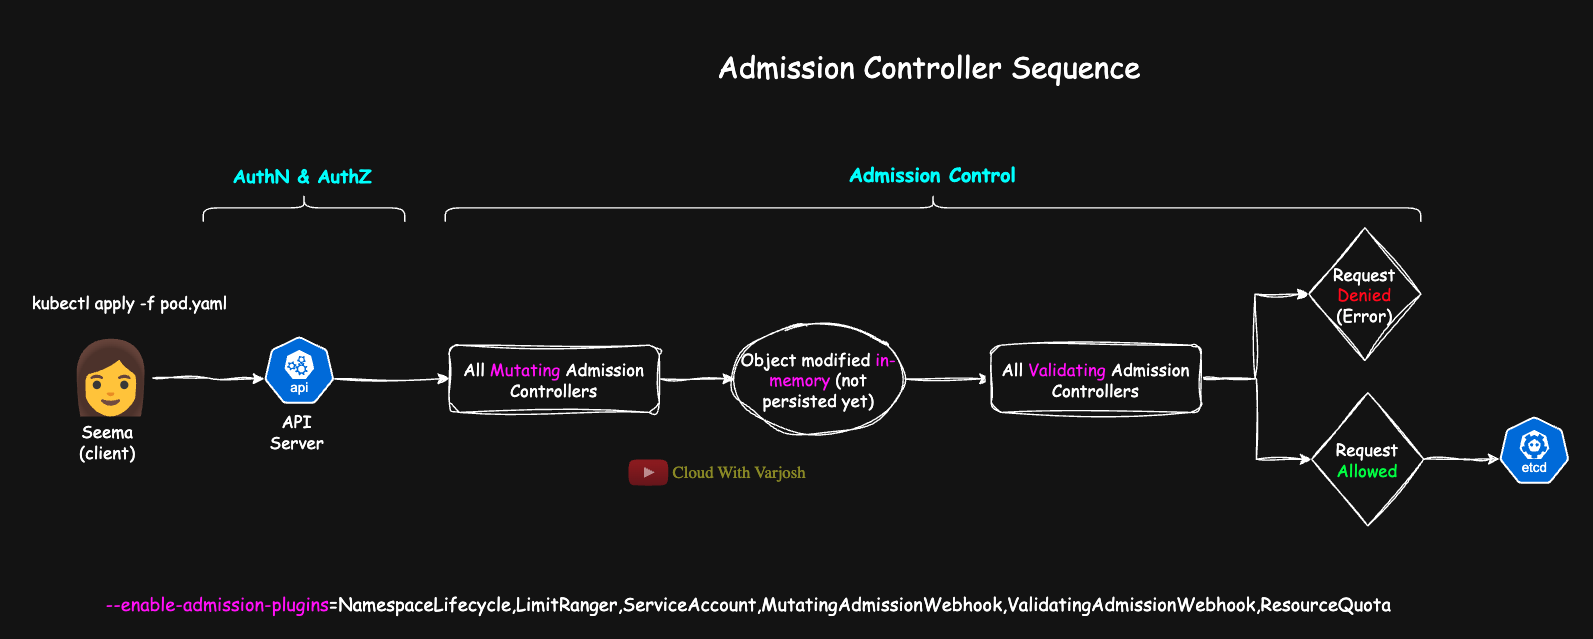 Admission Controller Sequence
AuthN & AuthZ
Admission Control
kubectl apply -f pod.yaml
Seema
(client)
api
API
Server
All Mutating Admission
Controllers
Object modified in-
memory (not
persisted yet)
All Validating Admission
Controllers
Request
Denied
(Error)
Request
Allowed
etcd
Cloud With Varjosh
--enable-admission-plugins=NamespaceLifecycle,LimitRanger,ServiceAccount,MutatingAdmissionWebhook,ValidatingAdmissionWebhook,ResourceQuota